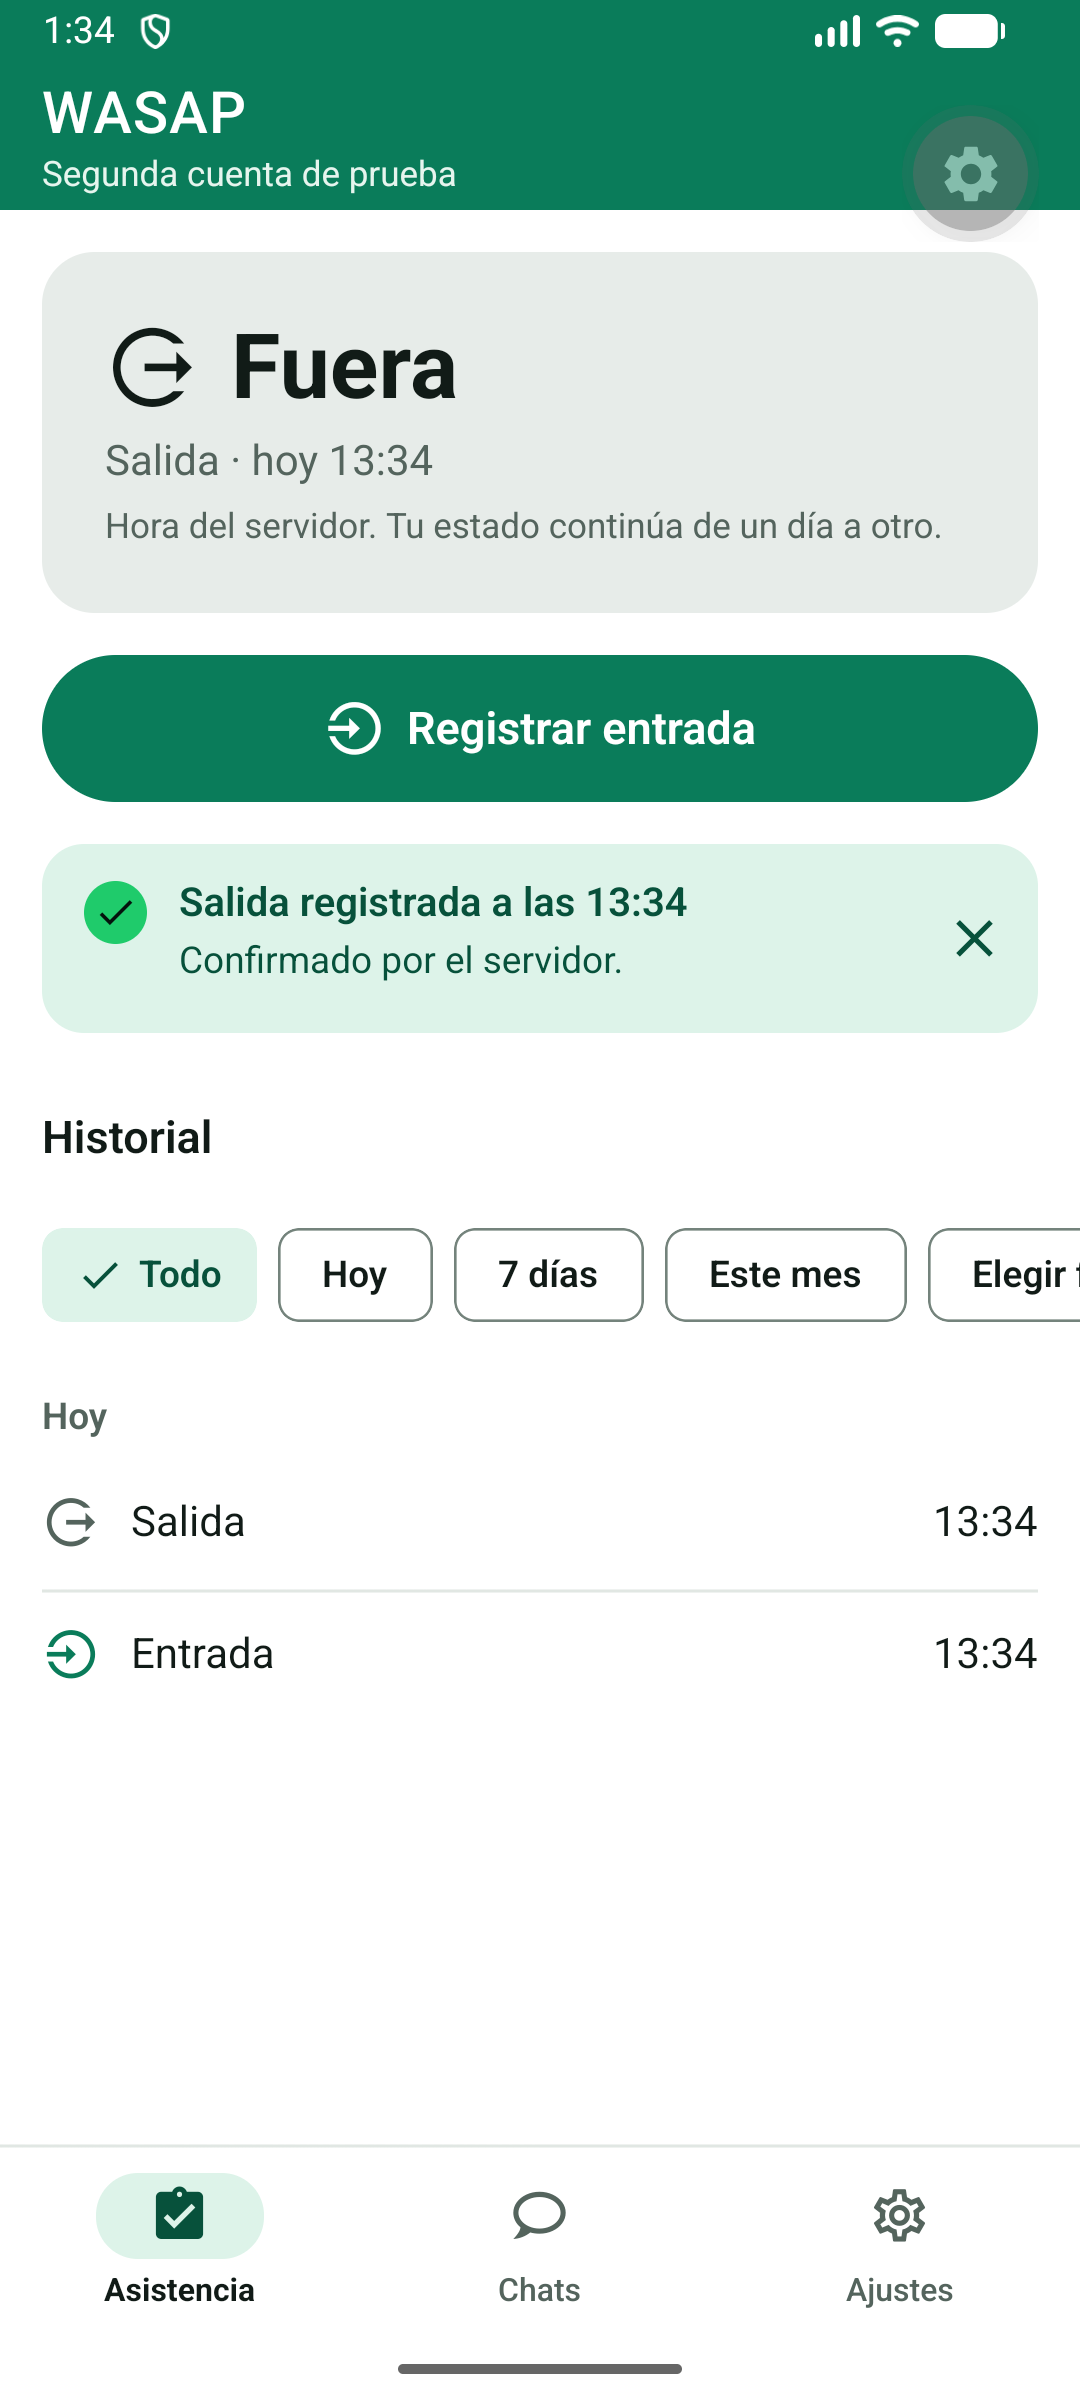 1:34
WASAP
Segunda cuenta de prueba
Fuera
Salida · hoy 13:34
Hora del servidor. Tu estado continúa de un día a otro.
Registrar entrada
Salida registrada a las 13:34
Confirmado por el servidor.
Historial
Todo Hoy 7 días Este mes Elegir
Hoy
Salida 13:34
Entrada 13:34
Asistencia Chats Ajustes